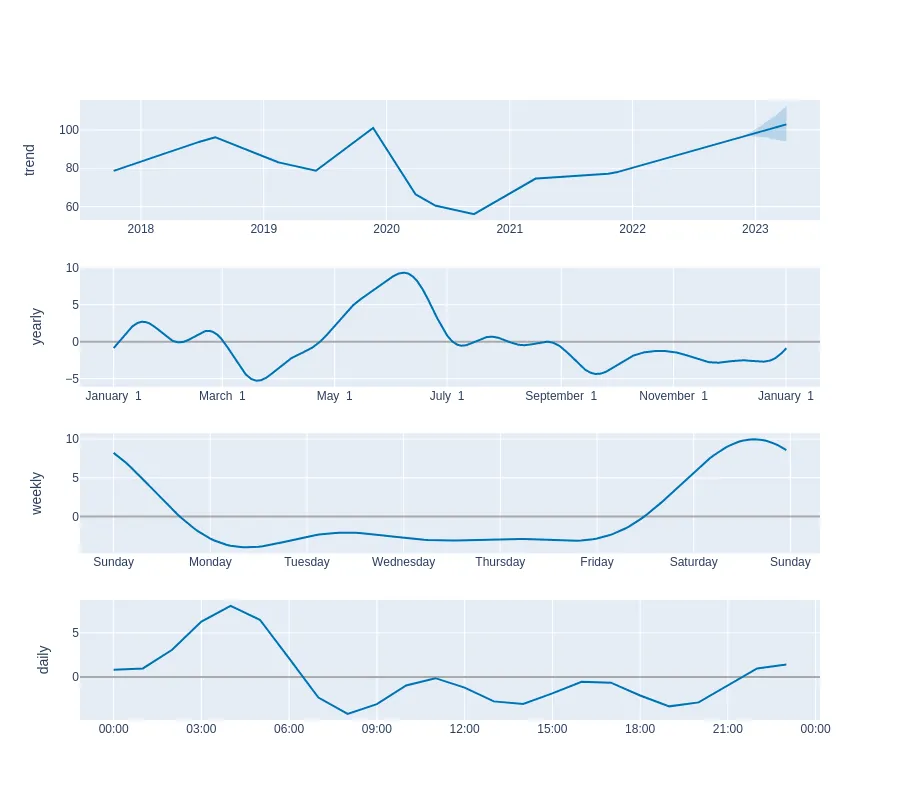 trend
100
80
60
2018 2019 2020 2021 2022 2023
yearly
10
5
0
−5
January 1 March 1 May 1 July 1 September 1 November 1 January 1
weekly
10
5
0
Sunday Monday Tuesday Wednesday Thursday Friday Saturday Sunday
daily
5
0
00:00 03:00 06:00 09:00 12:00 15:00 18:00 21:00 00:00